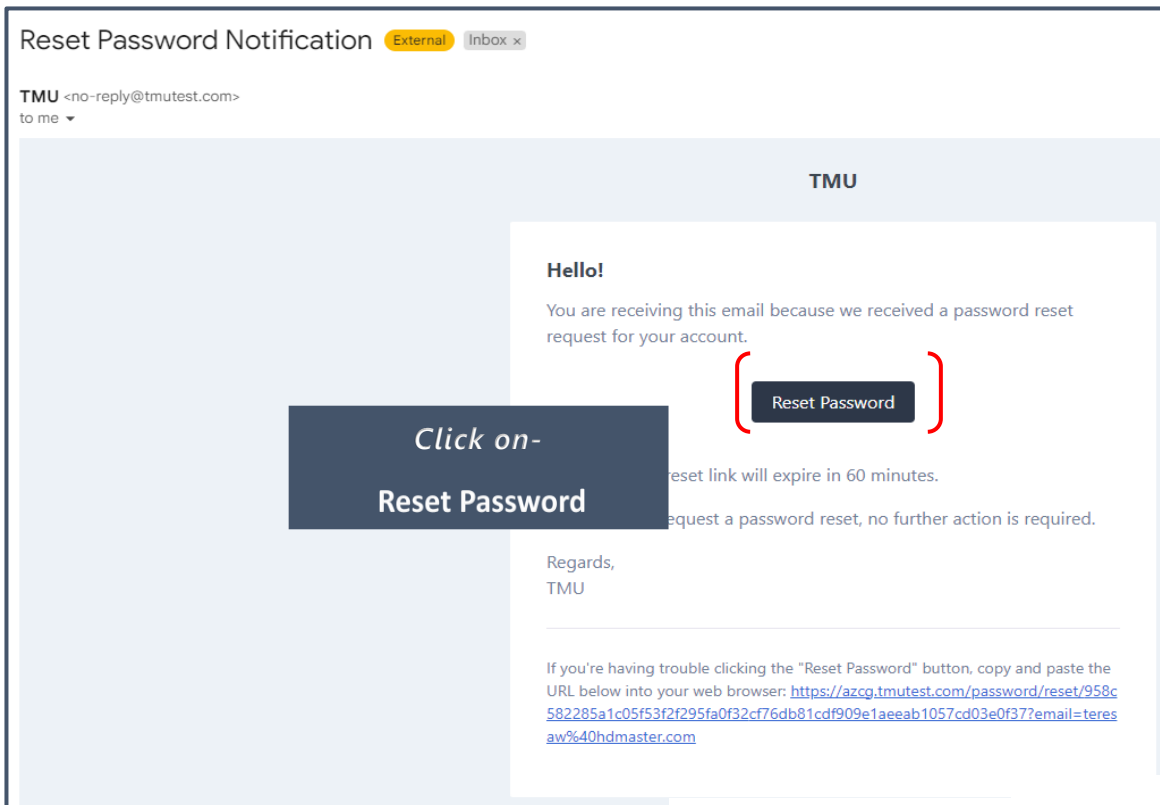 Reset Password Notification External Inbox ×
TMU <no-reply@tmutest.com>
to me
TMU
Hello!
You are receiving this email because we received a password reset
request for your account.
Reset Password
Click on-
Reset Password
reset link will expire in 60 minutes.
request a password reset, no further action is required.
Regards,
TMU
If you're having trouble clicking the "Reset Password" button, copy and paste the
URL below into your web browser: https://azcg.tmutest.com/password/reset/958c
582285a1c05f53f2f295fa0f32cf76db81cdf909e1aeeab1057cd03e0f37?email=teres
aw%40hdmaster.com